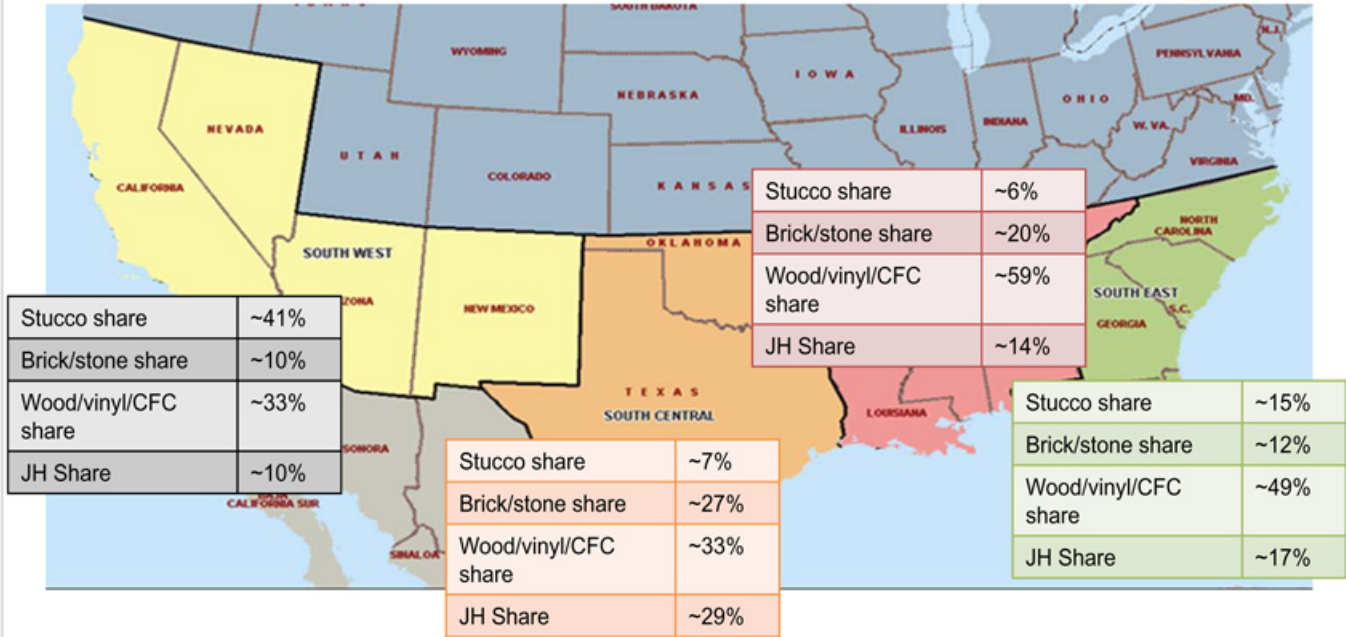 SOUTH DAKOTA
WYOMING
IOWA
NEBRASKA
PENNSYLVANIA
N.J.
OHIO
MD.
ILLINOIS
INDIANA
W. VA.
NEVADA
UTAH
COLORADO
KANSAS
VIRGINIA
CALIFORNIA
Stucco share ~6%
Brick/stone share ~20%
Wood/vinyl/CFC
share ~59%
JH Share ~14%
NORTH
CAROLINA
OKLAHOMA
SOUTH WEST
ZONA
NEW MEXICO
SOUTH EAST
S.C.
GEORGIA
Stucco share ~41%
Brick/stone share ~10%
Wood/vinyl/CFC
share ~33%
JH Share ~10%
TEXAS
SOUTH CENTRAL
LOUISIANA
Stucco share ~15%
Brick/stone share ~12%
Wood/vinyl/CFC
share ~49%
JH Share ~17%
SONORA
CALIFORNIA SUR
SINALOA
Stucco share ~7%
Brick/stone share ~27%
Wood/vinyl/CFC
share ~33%
JH Share ~29%